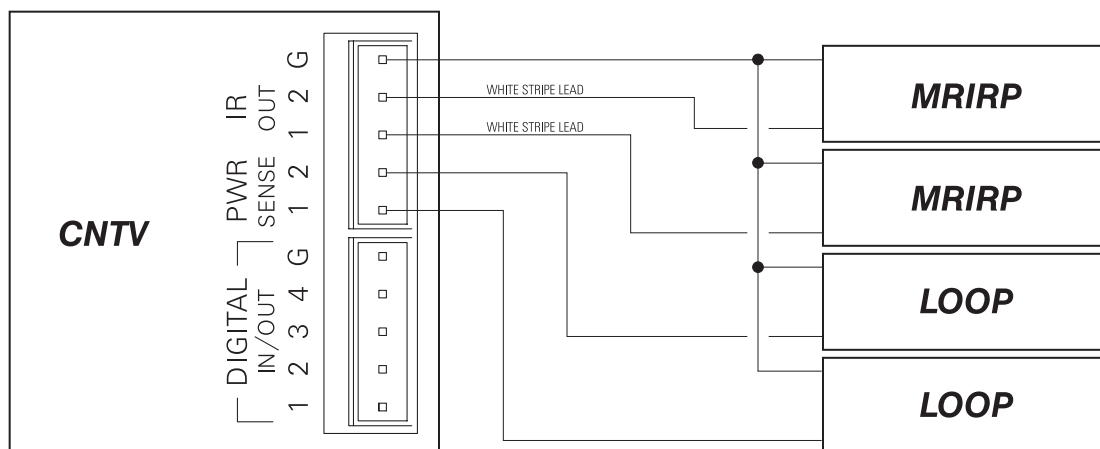 CNTV
IR
OUT
G
2
1
PWR
SENSE
2
1
DIGITAL
IN/OUT
G
4
3
2
1
WHITE STRIPE LEAD
WHITE STRIPE LEAD
MRIRP
MRIRP
LOOP
LOOP